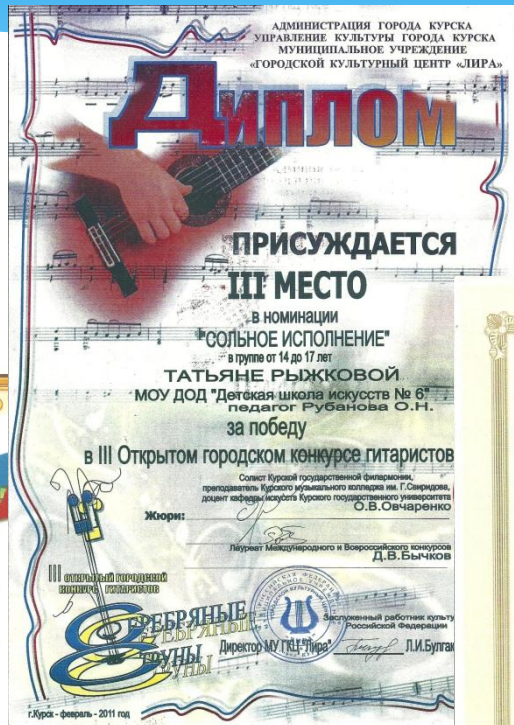 АДМИНИСТРАЦИЯ ГОРОДА КУРСКА
УПРАВЛЕНИЕ КУЛЬТУРЫ ГОРОДА КУРСКА
МУНИЦИПАЛЬНОЕ УЧРЕЖДЕНИЕ
«ГОРОДСКОЙ КУЛЬТУРНЫЙ ЦЕНТР «ЛИРА»
Диплом
ПРИСУЖДАЕТСЯ
III МЕСТО
в номинации
"СОЛЬНОЕ ИСПОЛНЕНИЕ"
в группе от 14 до 17 лет
ТАТЬЯНЕ РЫЖКОВОЙ
МОУ ДОД "Детская школа искусств № 6"
педагог Рубанова О.Н.
за победу
в III Открытом городском конкурсе гитаристов
Солист Курской государственной филармонии,
преподаватель Курского музыкального колледжа им. Г.Свиридова,
доцент кафедры искусств Курского государственного университета
О.В.Овчаренко
Жюри:
Лауреат Международного и Всероссийского конкурсов
Д.В.Бычков
III ОТКРЫТЫЙ ГОРОДСКОЙ
КОНКУРС ГИТАРИСТОВ
СЕРЕБРЯНЫЕ
СТРУНЫ
Заслуженный работник культу
Российской Федерации
Директор МУ ГКЦ "Лира" Л.И.Булгак
г.Курск - февраль - 2011 год